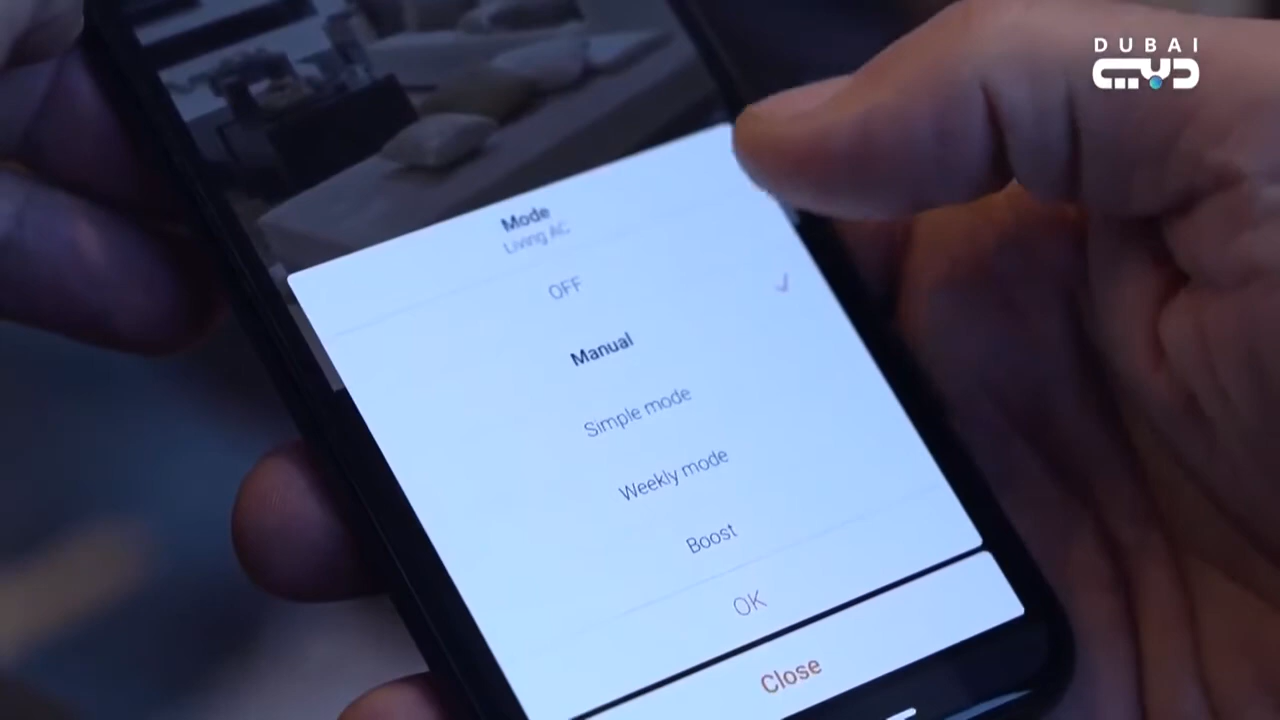 DUBAI
دبي
Mode
Living AC
OFF
Manual
Simple mode
Weekly mode
Boost
OK
Close